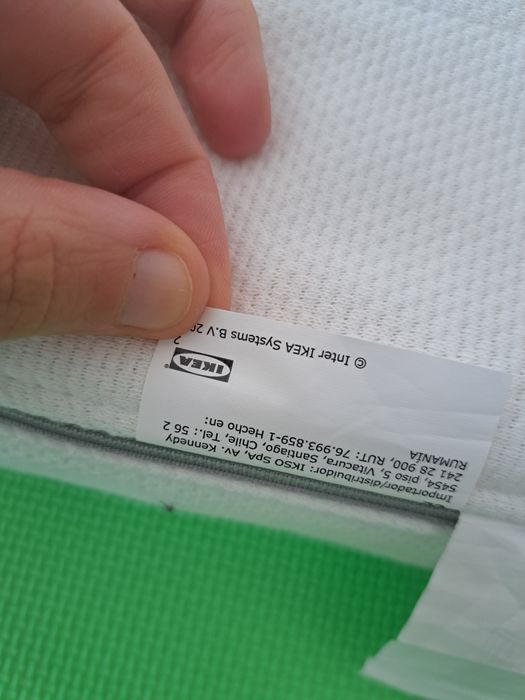 Importador/distribuidor: IKSO SpA, Av. Kennedy
5454, piso 5, Vitacura, Santiago, Chile, Tel.: 56 2
241 28 900, RUT: 76.993.859-1 Hecho en:
RUMANÍA
IKEA®
© Inter IKEA Systems B.V